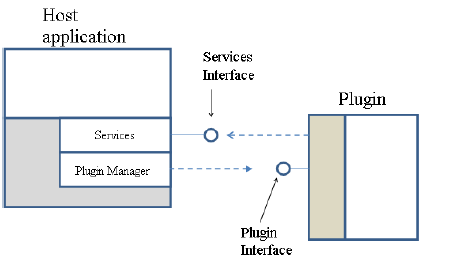 Host
application
Services
Interface
Plugin
Services
Plugin Manager
Plugin
Interface